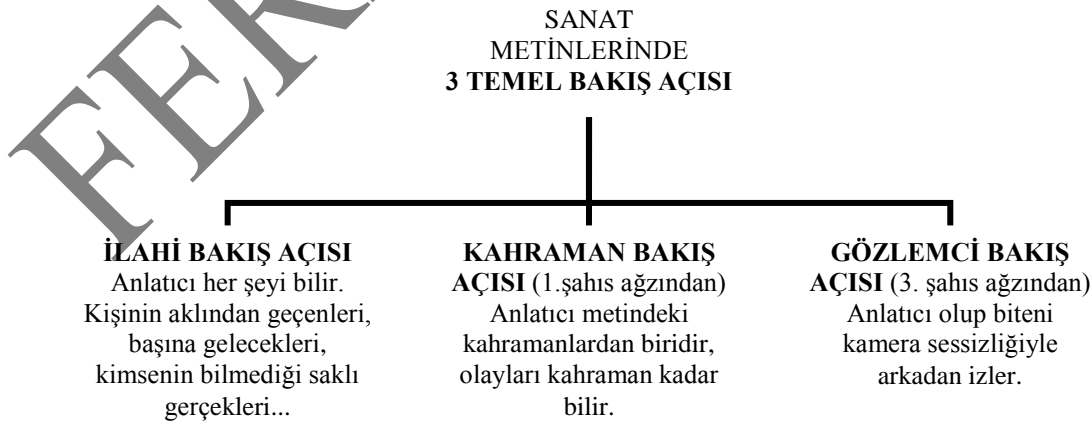 SANAT
METİNLERİNDE
3 TEMEL BAKIŞ AÇISI
İLAHİ BAKIŞ AÇISI
Anlatıcı her şeyi bilir.
Kişinin aklından geçenleri,
başına gelecekleri,
kimsenin bilmediği saklı
gerçekleri...
KAHRAMAN BAKIŞ
AÇISI (1.şahıs ağzından)
Anlatıcı metindeki
kahramanlardan biridir,
olayları kahraman kadar
bilir.
GÖZLEMCİ BAKIŞ
AÇISI (3. şahıs ağzından)
Anlatıcı olup biteni
kamera sessizliğiyle
arkadan izler.